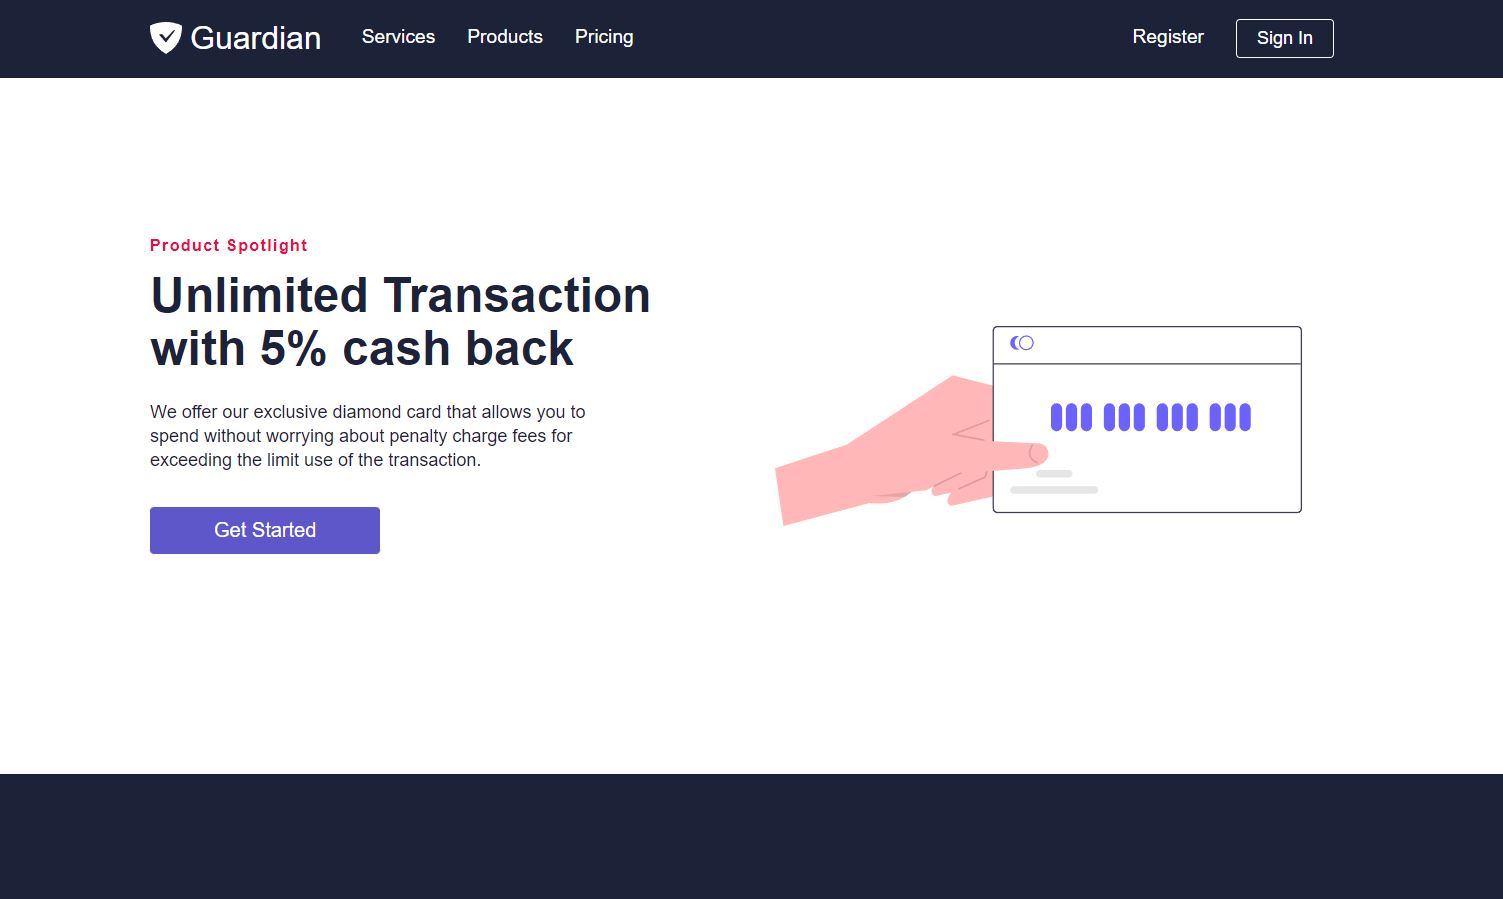 Guardian
Services
Products
Pricing
Register
Sign In
Product Spotlight
Unlimited Transaction
with 5% cash back
We offer our exclusive diamond card that allows you to
spend without worrying about penalty charge fees for
exceeding the limit use of the transaction.
Get Started